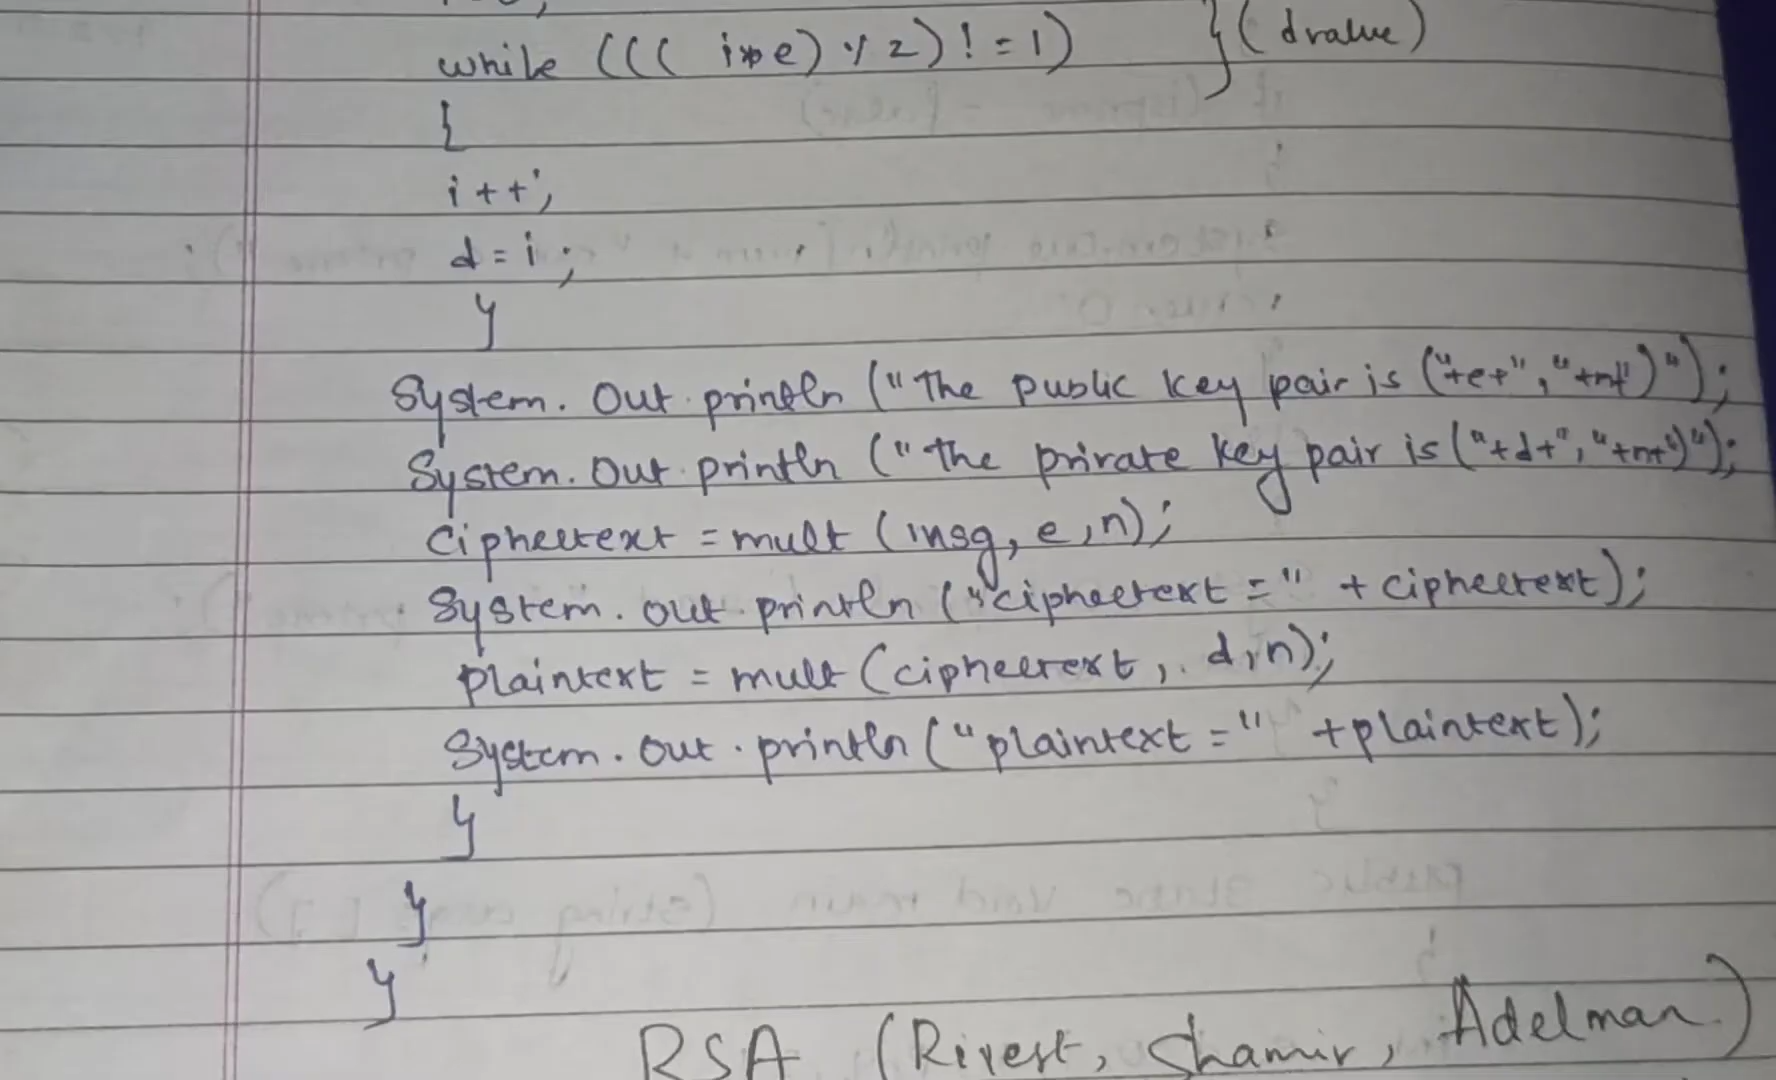 while (((i*e) % z) != 1) } (dvalue)
{
i++;
d = i;
}
System.Out.println ("The public key pair is ("+e+", "+n+")");
System.Out.println ("The private key pair is ("+d+", "+n+")");
Ciphertext = mult (msg, e, n);
System.out.println ("ciphertext =" + ciphertext);
plaintext = mult (ciphertext, d, n);
System.Out.println ("plaintext =" + plaintext);
}
}
}
RSA (Rivest, Shamir, Adelman)